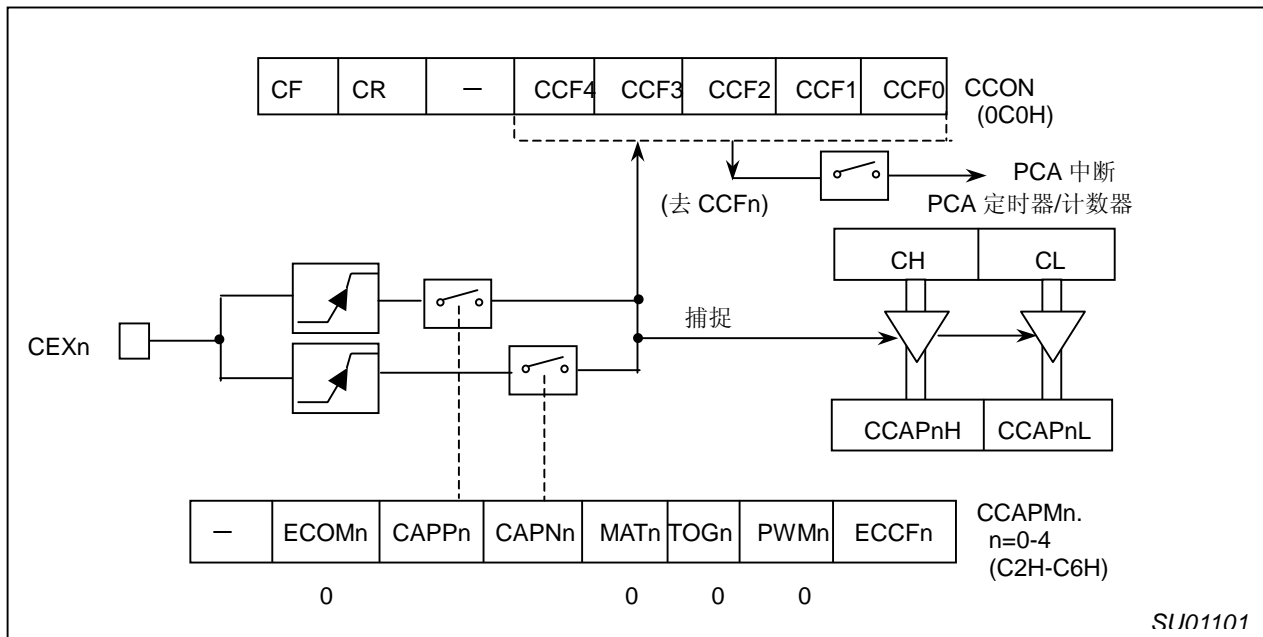 CF CR — CCF4 CCF3 CCF2 CCF1 CCF0 CCON
(0C0H)
PCA 中断
(去 CCFn) PCA 定时器/计数器
CH CL
捕捉
CEXn
CCAPnH CCAPnL
— ECOMn CAPPn CAPNn MATn TOGn PWMn ECCFn CCAPMn.
n=0-4
(C2H-C6H)
0 0 0 0
SU01101